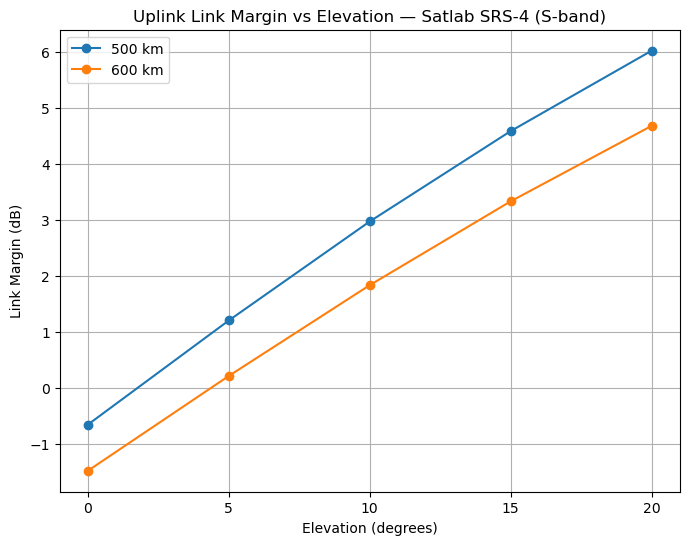 Uplink Link Margin vs Elevation — Satlab SRS-4 (S-band)
500 km
600 km
Link Margin (dB)
6
5
4
3
2
1
0
−1
0 5 10 15 20
Elevation (degrees)